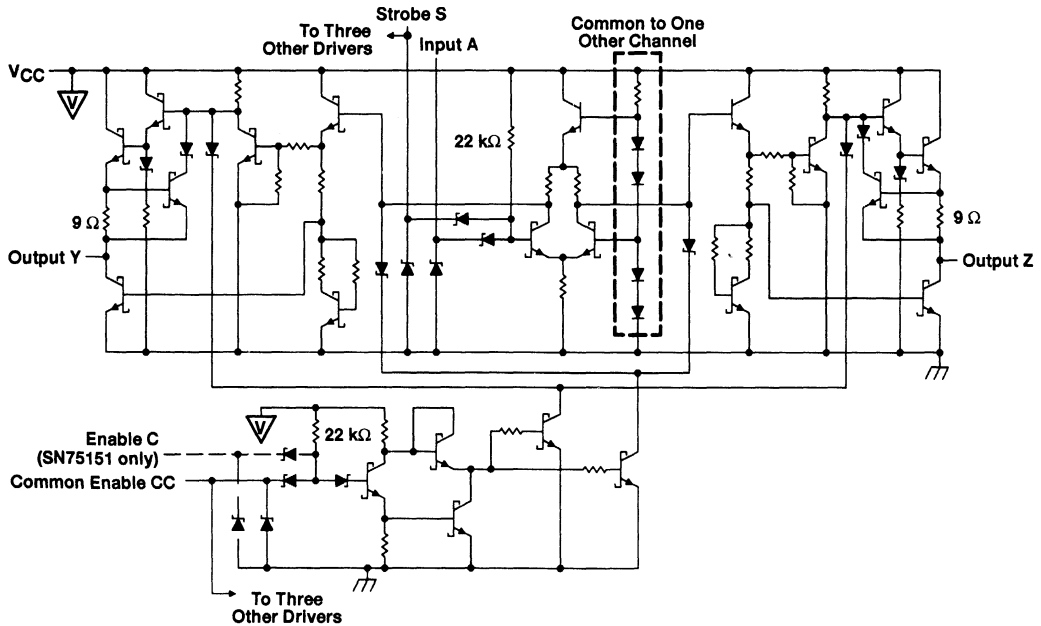 Strobe S
To Three
Other Drivers
Input A
Common to One
Other Channel
VCC
V
22 kΩ
9 Ω
9 Ω
Output Y
Output Z
V
22 kΩ
Enable C
(SN75151 only)
Common Enable CC
To Three
Other Drivers